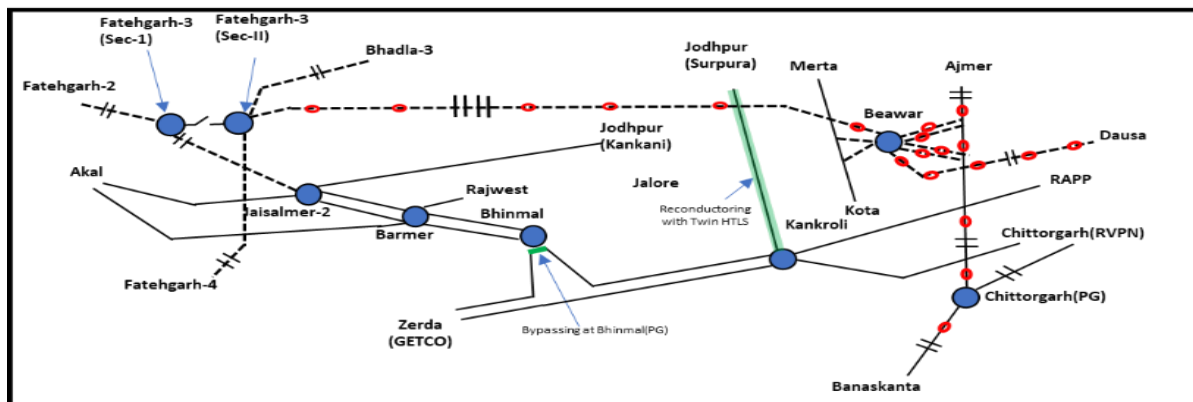 Fatehgarh-3
(Sec-1)
Fatehgarh-3
(Sec-II)
Bhadla-3
Jodhpur
(Surpura)
Merta
Ajmer
Fatehgarh-2
Beawar
Dausa
Jodhpur
(Kankani)
Akal
Rajwest
Jalore
RAPP
Jaisalmer-2
Bhinmal
Reconductoring
with Twin HTLS
Kota
Kankroli
Barmer
Chittorgarh(RVPN)
Fatehgarh-4
Chittorgarh(PG)
Zerda
(GETCO)
Bypassing at Bhinmal(PG)
Banaskanta